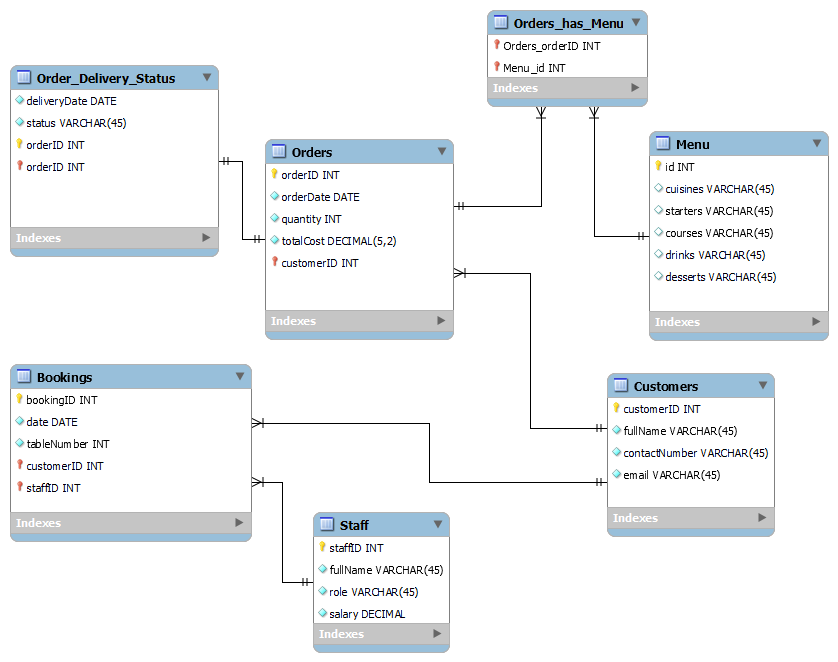 Orders_has_Menu
Orders_orderID INT
Menu_id INT
Indexes
Order_Delivery_Status
deliveryDate DATE
status VARCHAR(45)
orderID INT
orderID INT
Indexes
Orders
orderID INT
orderDate DATE
quantity INT
totalCost DECIMAL(5,2)
customerID INT
Indexes
Menu
id INT
cuisines VARCHAR(45)
starters VARCHAR(45)
courses VARCHAR(45)
drinks VARCHAR(45)
desserts VARCHAR(45)
Indexes
Bookings
bookingID INT
date DATE
tableNumber INT
customerID INT
staffID INT
Indexes
Customers
customerID INT
fullName VARCHAR(45)
contactNumber VARCHAR(45)
email VARCHAR(45)
Indexes
Staff
staffID INT
fullName VARCHAR(45)
role VARCHAR(45)
salary DECIMAL
Indexes